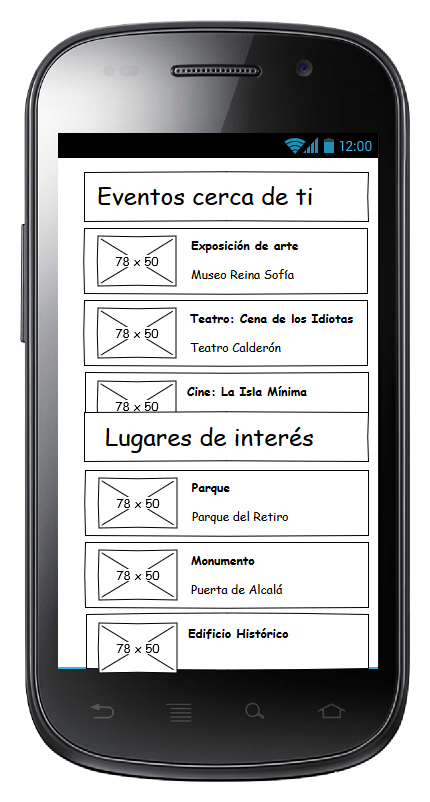 12:00
Eventos cerca de ti
78 x 50
Exposición de arte
Museo Reina Sofía
78 x 50
Teatro: Cena de los Idiotas
Teatro Calderón
78 x 50
Cine: La Isla Mínima
Lugares de interés
78 x 50
Parque
Parque del Retiro
78 x 50
Monumento
Puerta de Alcalá
78 x 50
Edificio Histórico